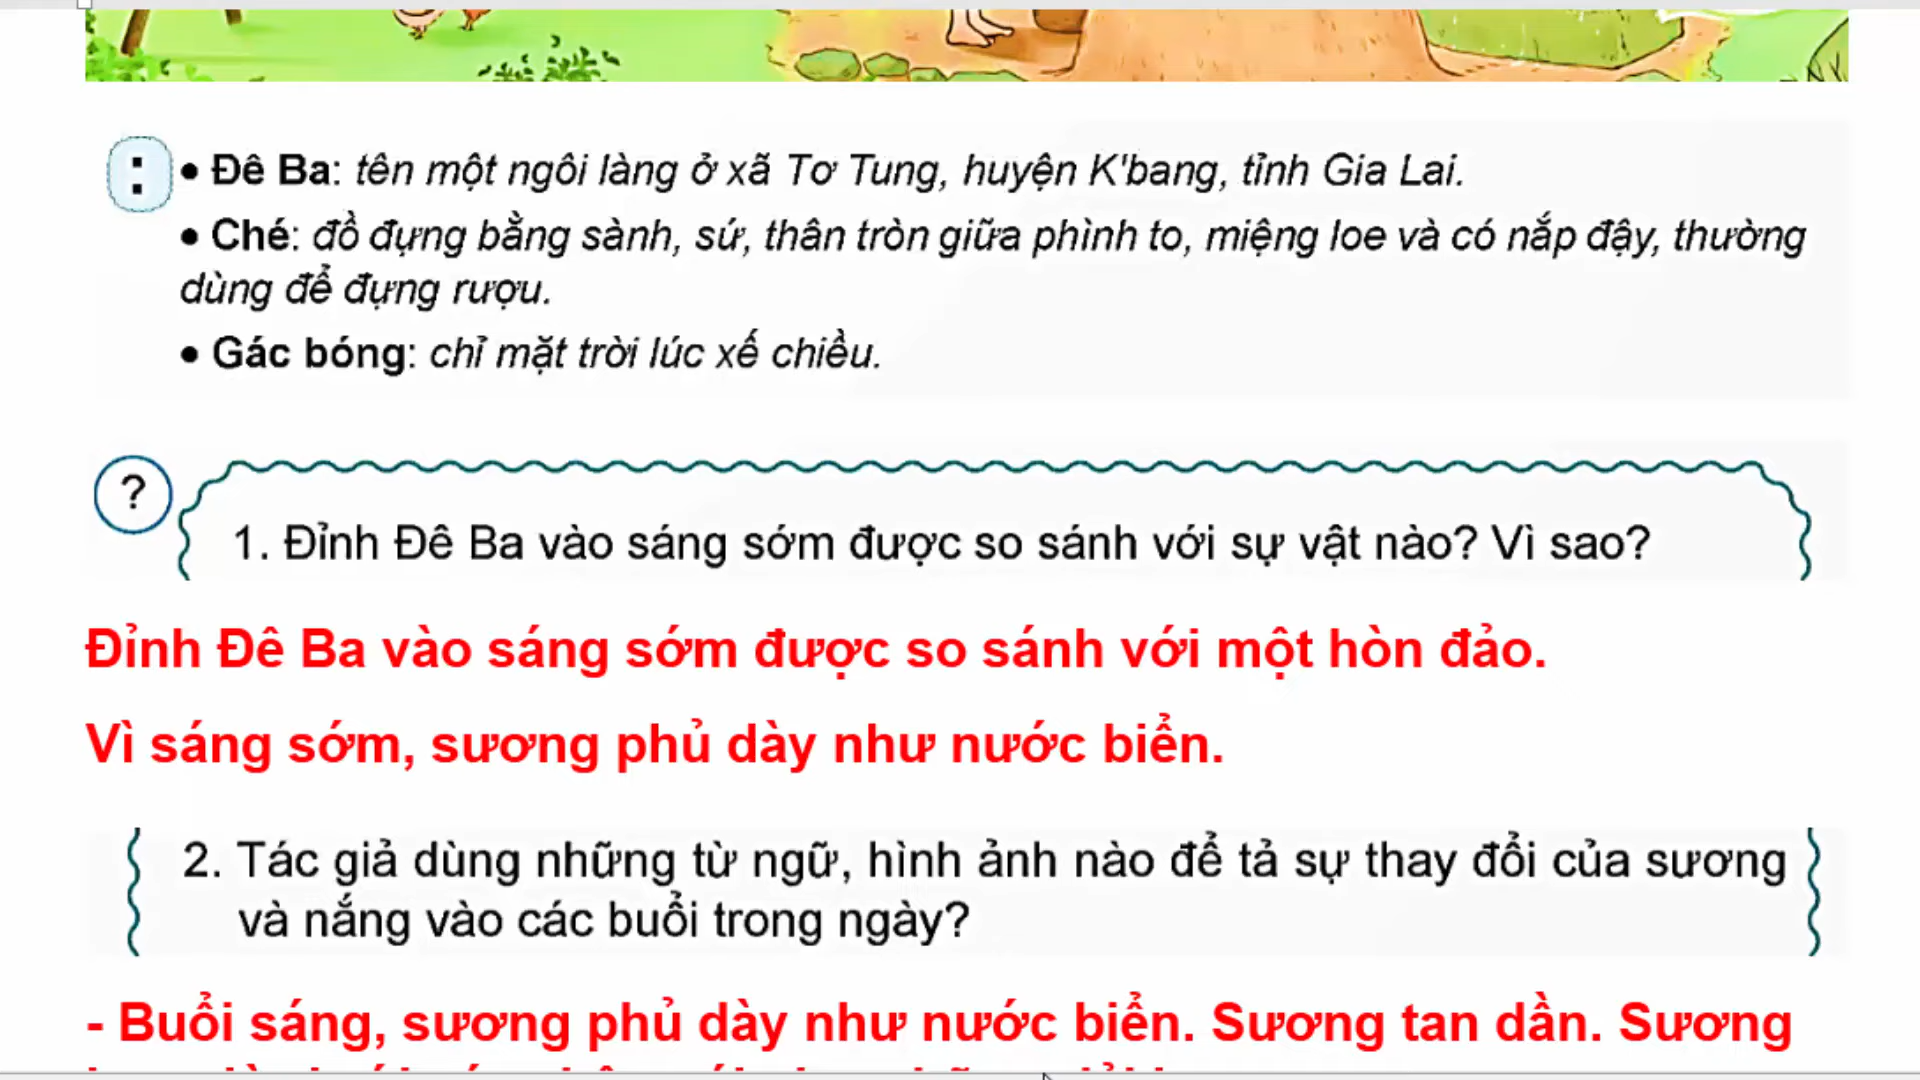 :
• Đê Ba: tên một ngôi làng ở xã Tơ Tung, huyện K'bang, tỉnh Gia Lai.
• Ché: đồ đựng bằng sành, sứ, thân tròn giữa phình to, miệng loe và có nắp đậy, thường
dùng để đựng rượu.
• Gác bóng: chỉ mặt trời lúc xế chiều.
?
1. Đỉnh Đê Ba vào sáng sớm được so sánh với sự vật nào? Vì sao?
Đỉnh Đê Ba vào sáng sớm được so sánh với một hòn đảo.
Vì sáng sớm, sương phủ dày như nước biển.
2. Tác giả dùng những từ ngữ, hình ảnh nào để tả sự thay đổi của sương
và nắng vào các buổi trong ngày?
- Buổi sáng, sương phủ dày như nước biển. Sương tan dần. Sương